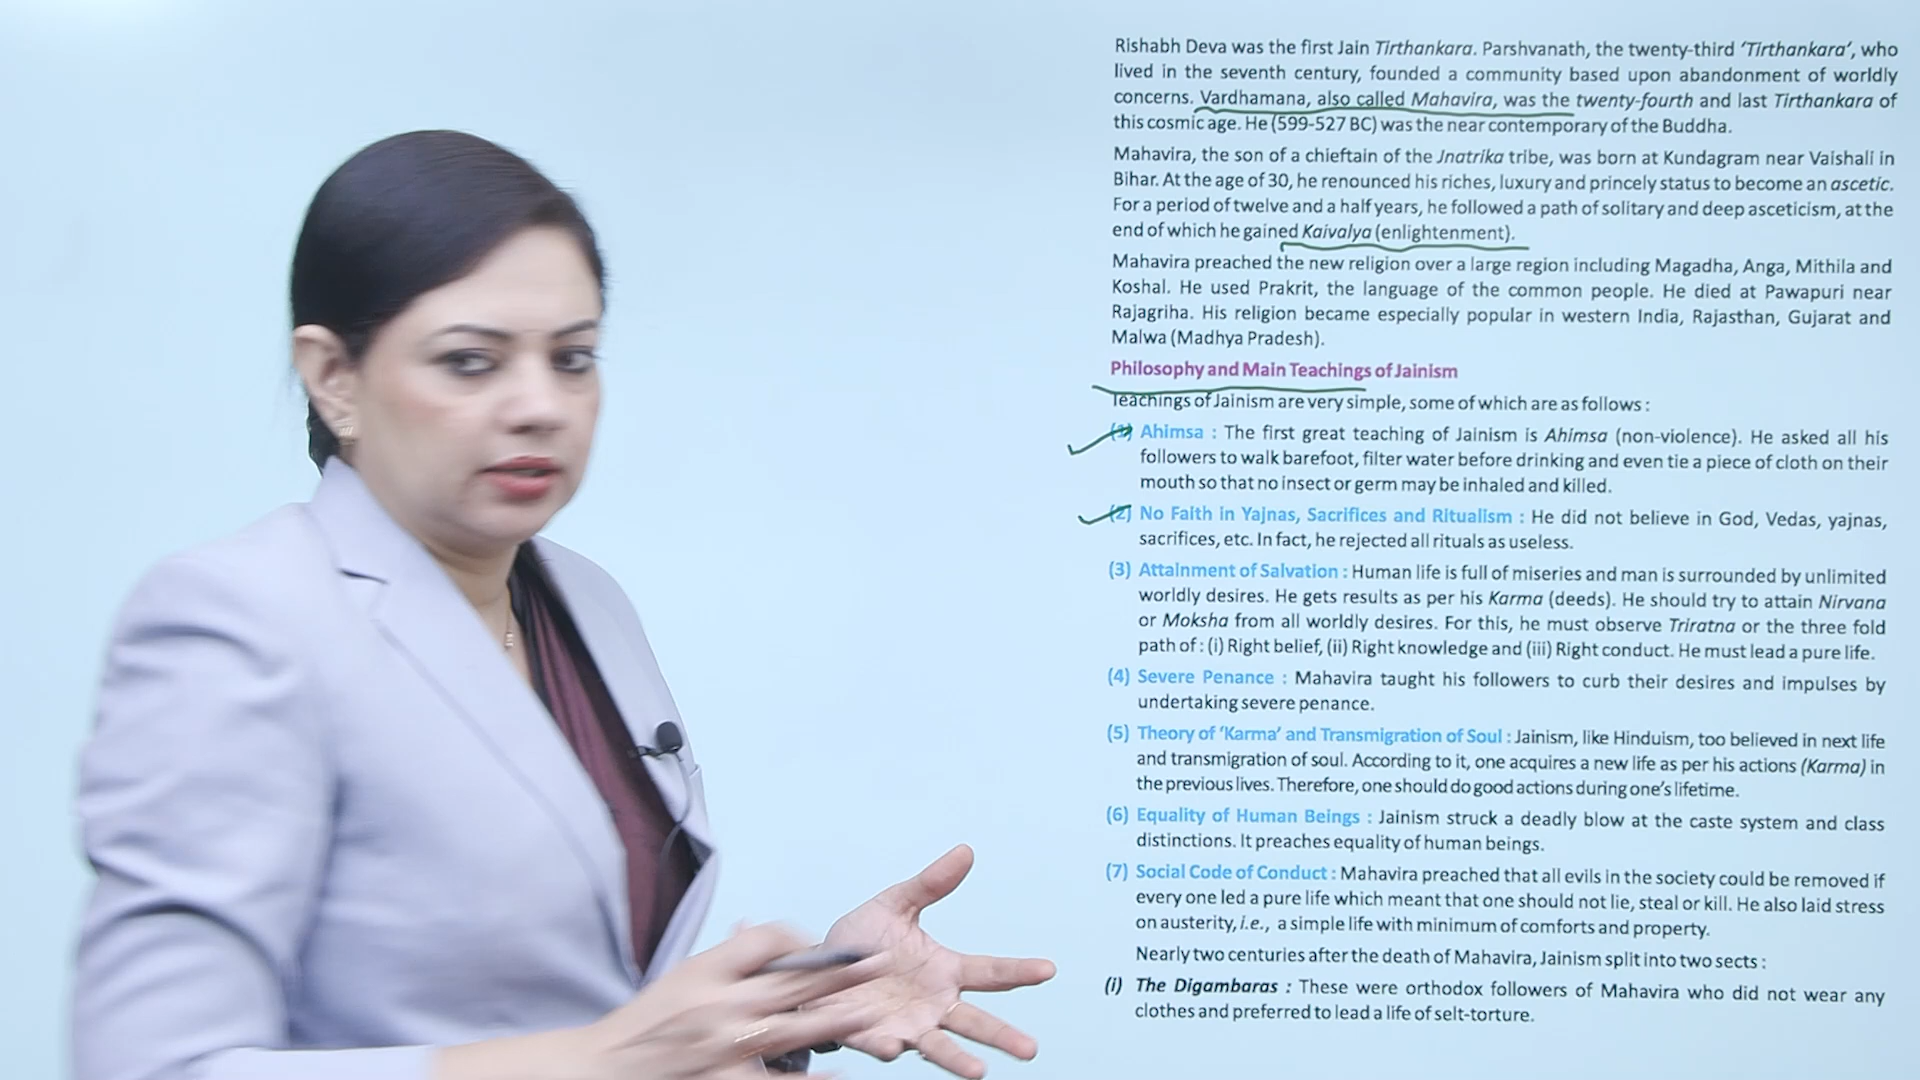 Rishabh Deva was the first Jain Tirthankara. Parshvanath, the twenty-third ‘Tirthankara’, who
lived in the seventh century, founded a community based upon abandonment of worldly
concerns. Vardhamana, also called Mahavira, was the twenty-fourth and last Tirthankara of
this cosmic age. He (599-527 BC) was the near contemporary of the Buddha.
Mahavira, the son of a chieftain of the Jnatrika tribe, was born at Kundagram near Vaishali in
Bihar. At the age of 30, he renounced his riches, luxury and princely status to become an ascetic.
For a period of twelve and a half years, he followed a path of solitary and deep asceticism, at the
end of which he gained Kaivalya (enlightenment).
Mahavira preached the new religion over a large region including Magadha, Anga, Mithila and
Koshal. He used Prakrit, the language of the common people. He died at Pawapuri near
Rajagriha. His religion became especially popular in western India, Rajasthan, Gujarat and
Malwa (Madhya Pradesh).
Philosophy and Main Teachings of Jainism
Teachings of Jainism are very simple, some of which are as follows :
(1) Ahimsa : The first great teaching of Jainism is Ahimsa (non-violence). He asked all his
followers to walk barefoot, filter water before drinking and even tie a piece of cloth on their
mouth so that no insect or germ may be inhaled and killed.
(2) No Faith in Yajnas, Sacrifices and Ritualism : He did not believe in God, Vedas, yajnas,
sacrifices, etc. In fact, he rejected all rituals as useless.
(3) Attainment of Salvation : Human life is full of miseries and man is surrounded by unlimited
worldly desires. He gets results as per his Karma (deeds). He should try to attain Nirvana
or Moksha from all worldly desires. For this, he must observe Triratna or the three fold
path of : (i) Right belief, (ii) Right knowledge and (iii) Right conduct. He must lead a pure life.
(4) Severe Penance : Mahavira taught his followers to curb their desires and impulses by
undertaking severe penance.
(5) Theory of ‘Karma’ and Transmigration of Soul : Jainism, like Hinduism, too believed in next life
and transmigration of soul. According to it, one acquires a new life as per his actions (Karma) in
the previous lives. Therefore, one should do good actions during one’s lifetime.
(6) Equality of Human Beings : Jainism struck a deadly blow at the caste system and class
distinctions. It preaches equality of human beings.
(7) Social Code of Conduct : Mahavira preached that all evils in the society could be removed if
every one led a pure life which meant that one should not lie, steal or kill. He also laid stress
on austerity, i.e., a simple life with minimum of comforts and property.
Nearly two centuries after the death of Mahavira, Jainism split into two sects :
(i) The Digambaras : These were orthodox followers of Mahavira who did not wear any
clothes and preferred to lead a life of selt-torture.